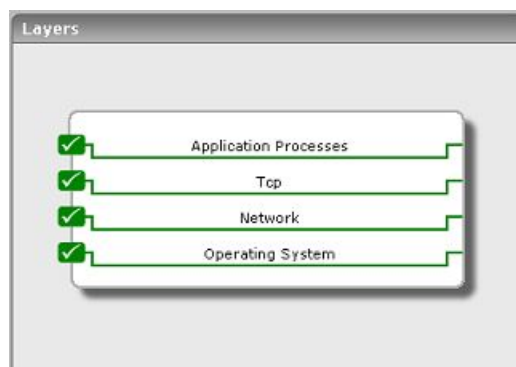 Layers
Application Processes
Tcp
Network
Operating System